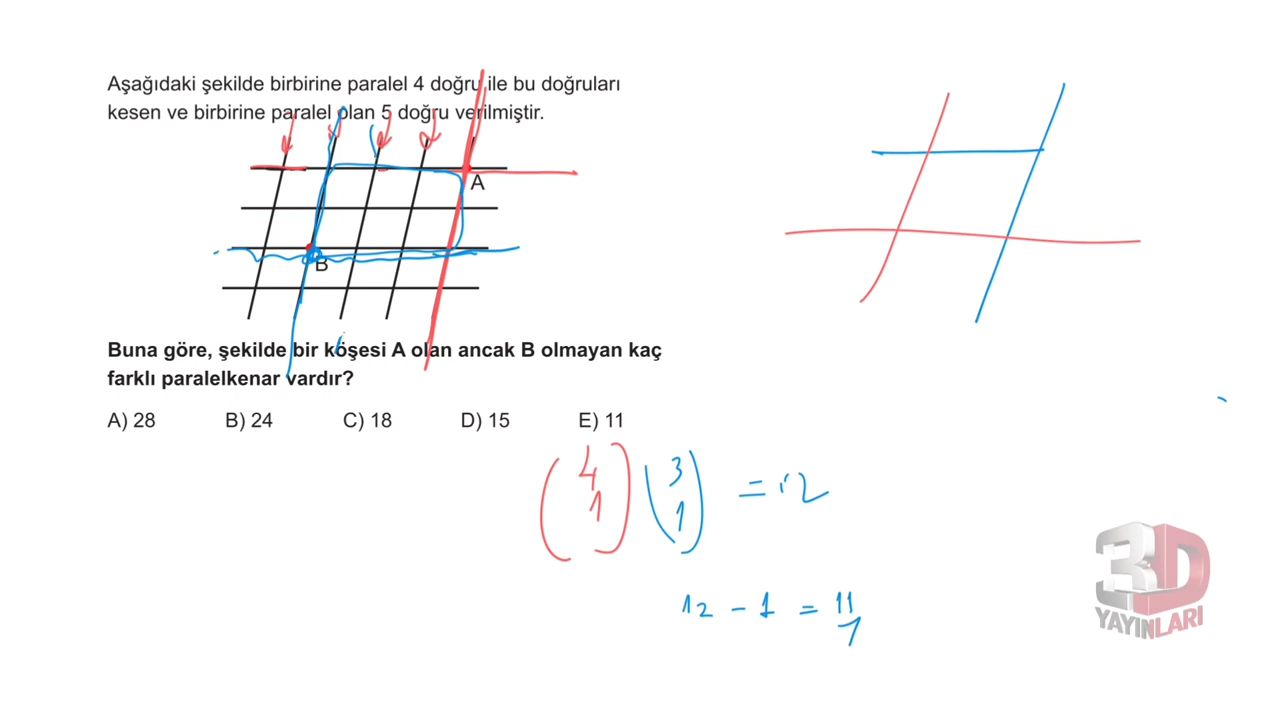 Aşağıdaki şekilde birbirine paralel 4 doğru ile bu doğruları
kesen ve birbirine paralel olan 5 doğru verilmiştir.
A
B
Buna göre, şekilde bir köşesi A olan ancak B olmayan kaç
farklı paralelkenar vardır?
A) 28 B) 24 C) 18 D) 15 E) 11
(4 1) (3 1) = 12
12 - 1 = 11
3D
YAYINLARI